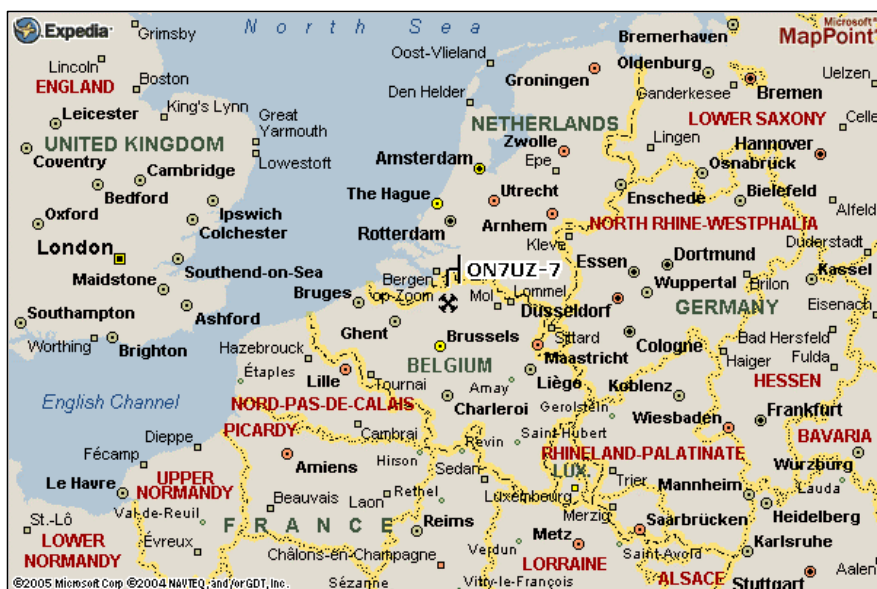 Expedia
North Sea
Microsoft
MapPoint
Grimsby
Bremerhaven
Lincoln
Oost-Vlieland
Oldenburg
Groningen
Uelzen
ENGLAND
Boston
Den Helder
Ganderkesee
Bremen
Leicester
King's Lynn
Great
Yarmouth
NETHERLANDS
LOWER SAXONY
Celle
UNITED KINGDOM
Zwolle
Lingen
Hannover
Coventry
Lowestoft
Amsterdam
Epe
Osnabrück
Cambridge
Bedford
The Hague
Utrecht
Enschede
Bielefeld
Oxford
Ipswich
Colchester
Rotterdam
Arnhem
NORTH RHINE-WESTPHALIA
Alfeld
London
Kleve
Duderstadt
Maidstone
Southend-on-Sea
Bergen
op-Zoom
ON7UZ-7
Essen
Dortmund
Kassel
Bruges
Mol
Lommel
Wuppertal
Brilon
Southampton
Ashford
Ghent
Düsseldorf
GERMANY
Eisenach
Worthing
Brighton
Hazebrouck
Brussels
Sittard
Cologne
Bad Hersfeld
Étaples
Lille
BELGIUM
Maastricht
Haiger
Fulda
Tournai
Amay
Liège
Koblenz
HESSEN
English Channel
NORD-PAS-DE-CALAIS
Charleroi
Gerolstein
Wiesbaden
Frankfurt
PICARDY
Cambrai
Saint-Hubert
Dieppe
Revin
RHINELAND-PALATINATE
BAVARIA
Fécamp
Amiens
Hirson
Sedan
LUX.
Würzburg
Le Havre
UPPER
NORMANDY
Beauvais
Laon
Rethel
Luxembourg
Trier
Mannheim
Lauda
St.-Lô
Val-de-Reuil
FRANCE
Reims
Merzig
Saarbrücken
Heidelberg
LOWER
NORMANDY
Évreux
Châlons-en-Champagne
Verdun
Metz
Saint-Avold
Karlsruhe
Sézanne
Vitry-le-François
LORRAINE
ALSACE
Stuttgart
Aalen
©2005 Microsoft Corp ©2004 NAVTEQ, and/or GDT, Inc.